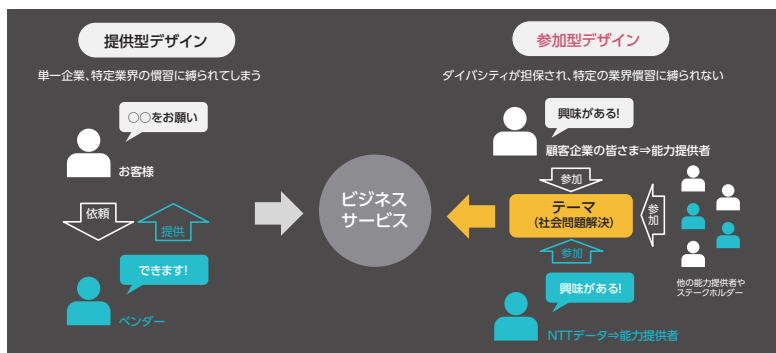 提供型デザイン
単一企業、特定業界の慣習に縛られてしまう
○○をお願い
お客様
依頼
提供
できます!
ベンダー
ビジネス
サービス
参加型デザイン
ダイバシティが担保され、特定の業界慣習に縛られない
興味がある!
顧客企業の皆さま⇒能力提供者
参加
テーマ
(社会問題解決)
参加
参加
他の能力提供者や
ステークホルダー
興味がある!
NTTデータ⇒能力提供者